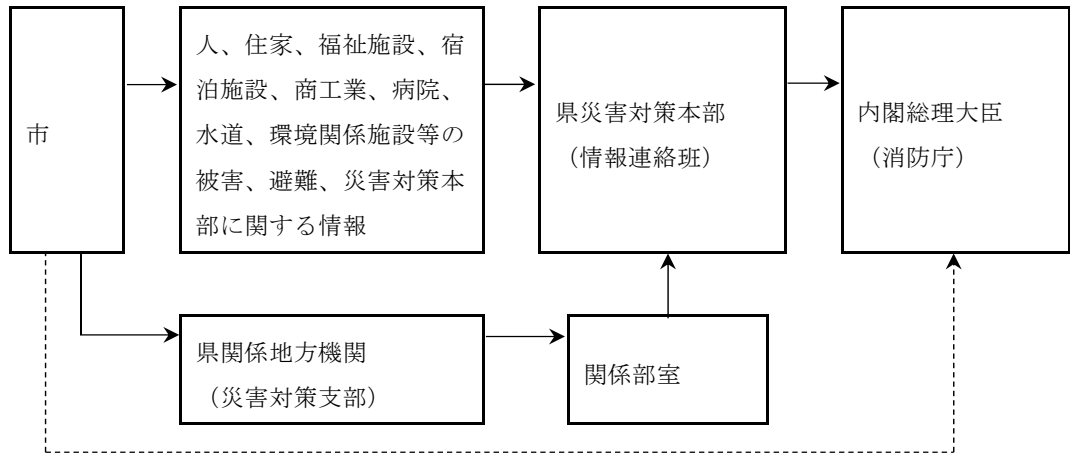 市
人、住家、福祉施設、宿
泊施設、商工業、病院、
水道、環境関係施設等の
被害、避難、災害対策本
部に関する情報
県災害対策本部
（情報連絡班）
内閣総理大臣
（消防庁）
県関係地方機関
（災害対策支部）
関係部室